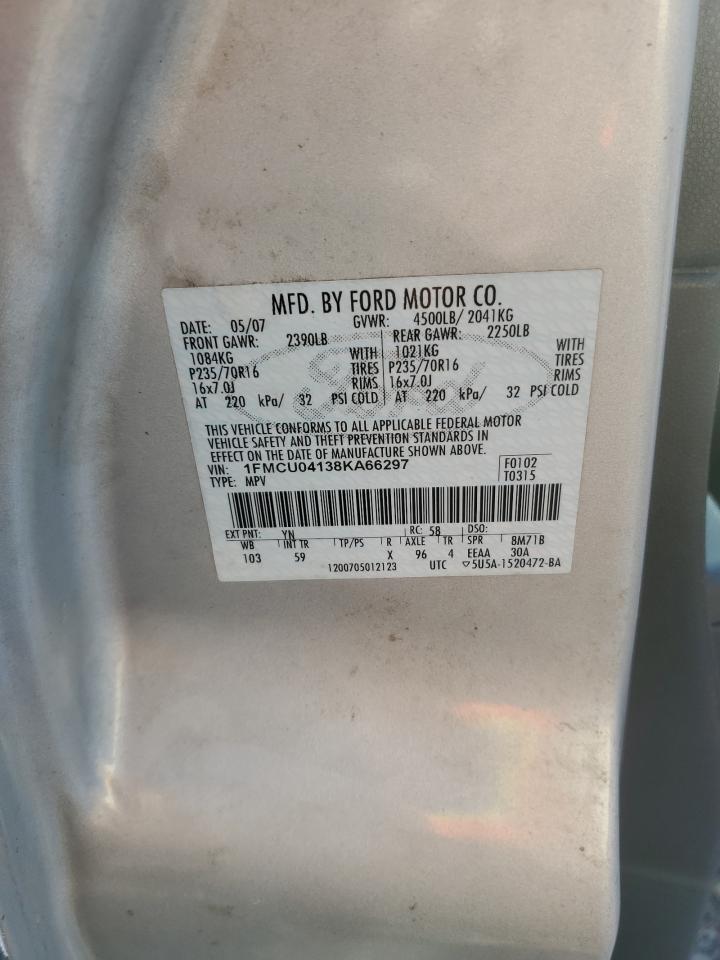 MFD. BY FORD MOTOR CO.
DATE: 05/07 GVWR: 4500LB/ 2041KG
FRONT GAWR: 2390LB REAR GAWR: 2250LB
1084KG WITH 1021KG WITH
P235/70R16 TIRES P235/70R16 TIRES
16x7.0J RIMS 16x7.0J RIMS
AT 220 kPa/ 32 PSI COLD AT 220 kPa/ 32 PSI COLD
Ford
THIS VEHICLE CONFORMS TO ALL APPLICABLE FEDERAL MOTOR
VEHICLE SAFETY AND THEFT PREVENTION STANDARDS IN
EFFECT ON THE DATE OF MANUFACTURE SHOWN ABOVE.
VIN: 1FMCU04138KA66297 F0102
TYPE: MPV T0315
EXT PNT: YN RC: 58 DSO:
WB INT TR TP/PS R AXLE TR SPR 8M71B
103 59 X 96 4 EEAA 30A
1200705012123 UTC ▽5U5A-1520472-BA